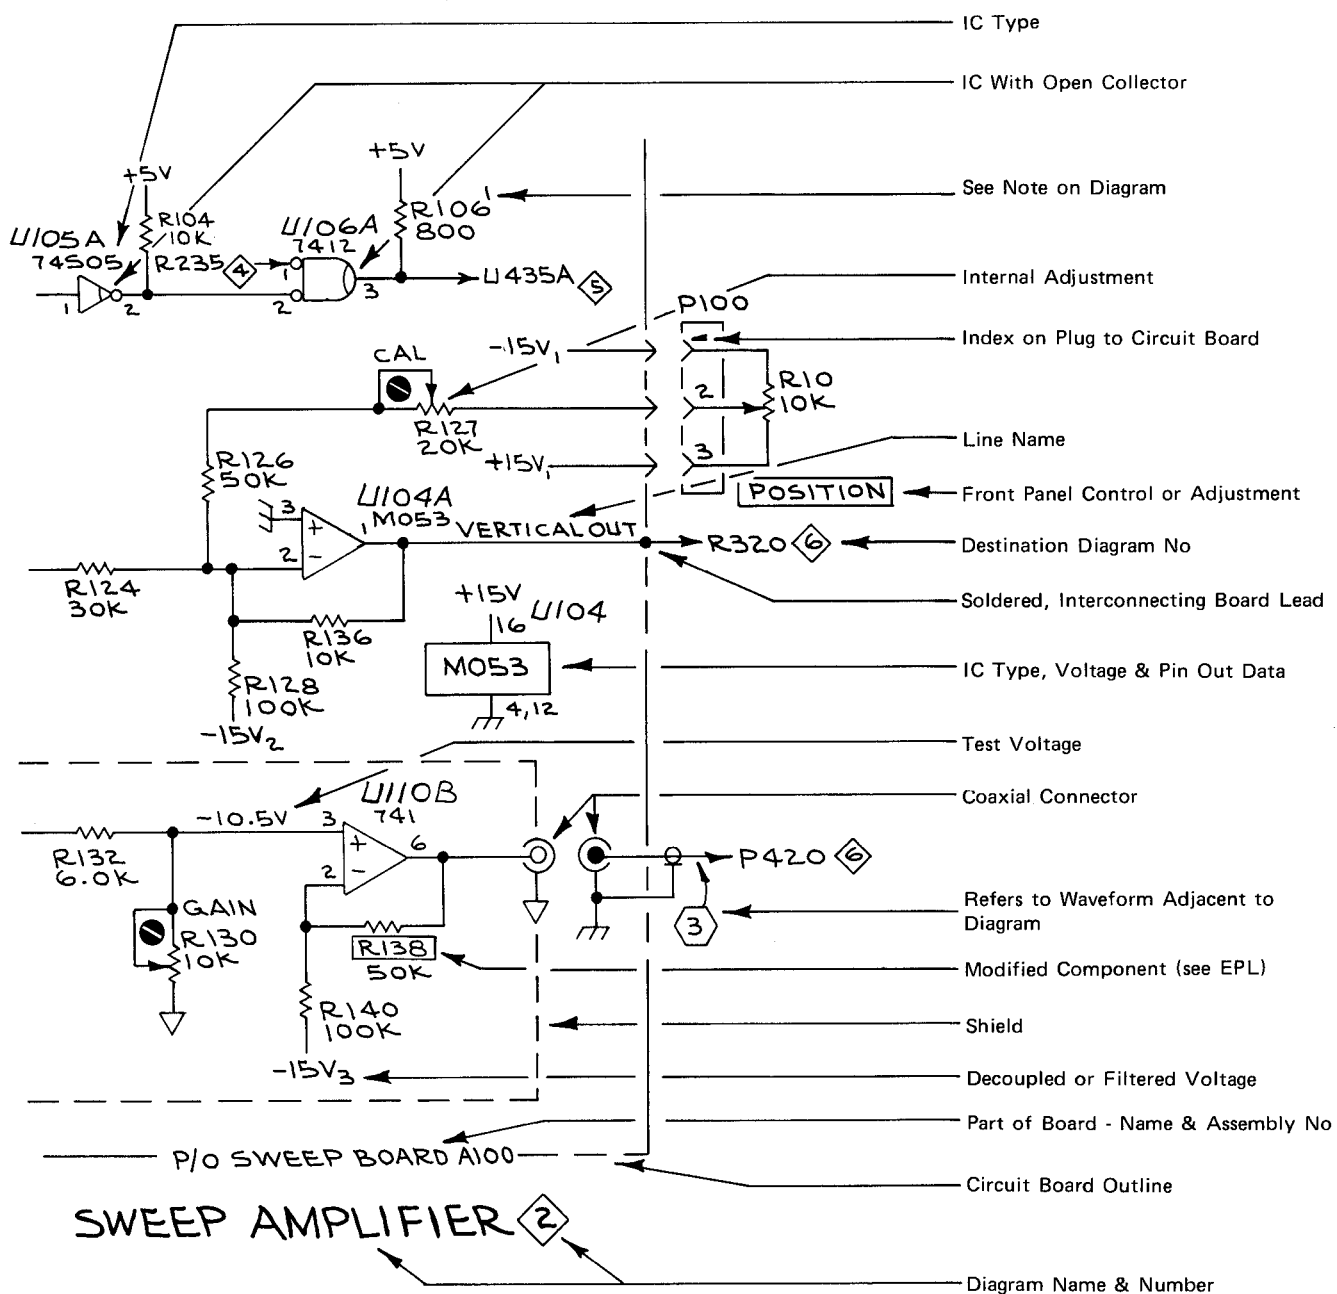 IC Type
IC With Open Collector
+5V
+5V
See Note on Diagram
R104
10K
R106 1
800
U105A
74S05
R235 4
U106A
7412
1
2
1
2
3
U435A 5
Internal Adjustment
P100
Index on Plug to Circuit Board
-15V1
CAL
2
R10
10K
R127
20K
Line Name
+15V1
3
R126
50K
POSITION
Front Panel Control or Adjustment
U104A
M053
3
1
+
-
2
VERTICAL OUT
R320 6
Destination Diagram No
R124
30K
+15V
16
U104
Soldered, Interconnecting Board Lead
R136
10K
M053
IC Type, Voltage & Pin Out Data
R128
100K
4,12
-15V2
Test Voltage
U110B
741
Coaxial Connector
-10.5V
3
+
-
2
6
R132
6.0K
P420 6
GAIN
R130
10K
Refers to Waveform Adjacent to
Diagram
3
R138
50K
Modified Component (see EPL)
R140
100K
Shield
-15V3
Decoupled or Filtered Voltage
Part of Board - Name & Assembly No
P/O SWEEP BOARD A100
Circuit Board Outline
SWEEP AMPLIFIER 2
Diagram Name & Number